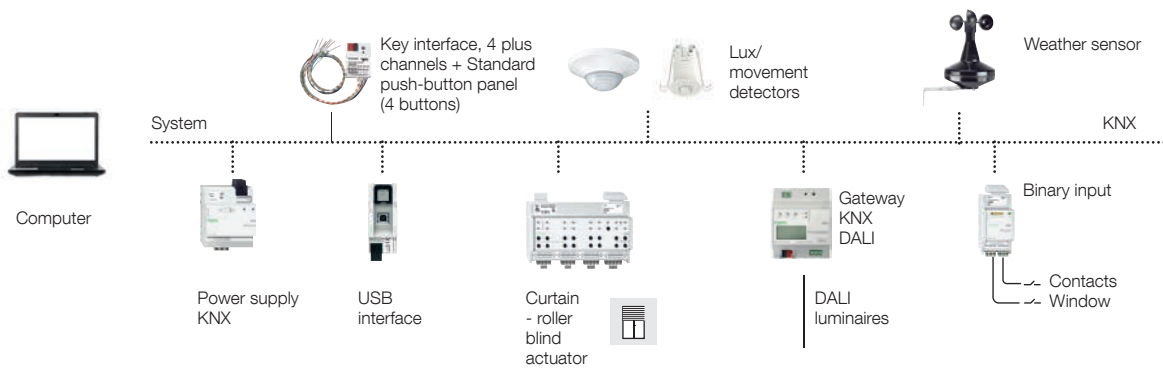 Key interface, 4 plus
channels + Standard
push-button panel
(4 buttons)
Lux/
movement
detectors
Weather sensor
System
KNX
Computer
Power supply
KNX
USB
interface
Curtain
- roller
blind
actuator
Gateway
KNX
DALI
DALI
luminaires
Binary input
Contacts
Window